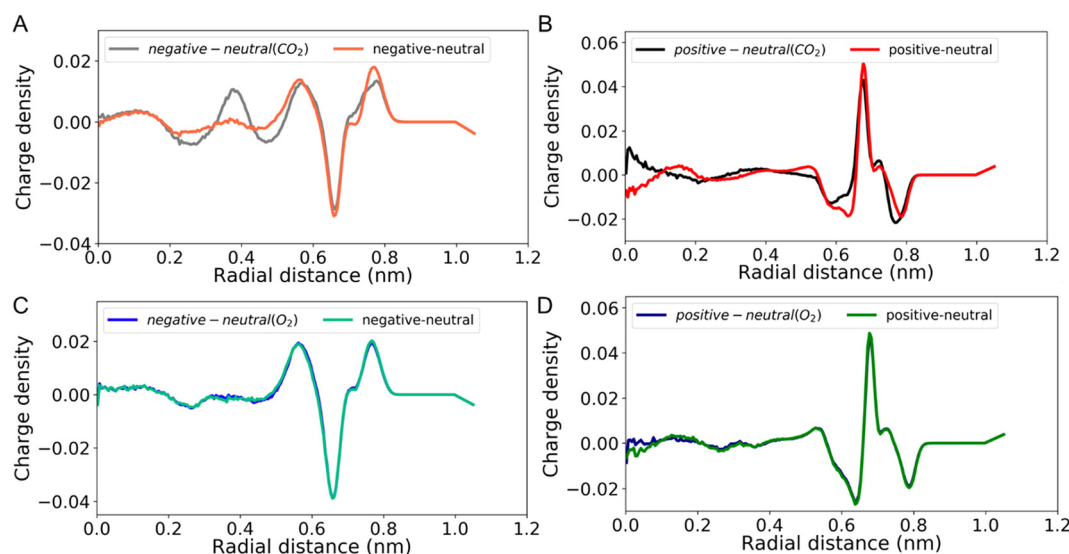 A
negative − neutral(CO₂) negative-neutral
Charge density
0.02
0.00
−0.02
−0.04
0.0 0.2 0.4 0.6 0.8 1.0 1.2
Radial distance (nm)
B
positive − neutral(CO₂) positive-neutral
Charge density
0.06
0.04
0.02
0.00
−0.02
0.0 0.2 0.4 0.6 0.8 1.0 1.2
Radial distance (nm)
C
negative − neutral(O₂) negative-neutral
Charge density
0.02
0.00
−0.02
−0.04
0.0 0.2 0.4 0.6 0.8 1.0 1.2
Radial distance (nm)
D
positive − neutral(O₂) positive-neutral
Charge density
0.06
0.04
0.02
0.00
−0.02
0.0 0.2 0.4 0.6 0.8 1.0 1.2
Radial distance (nm)